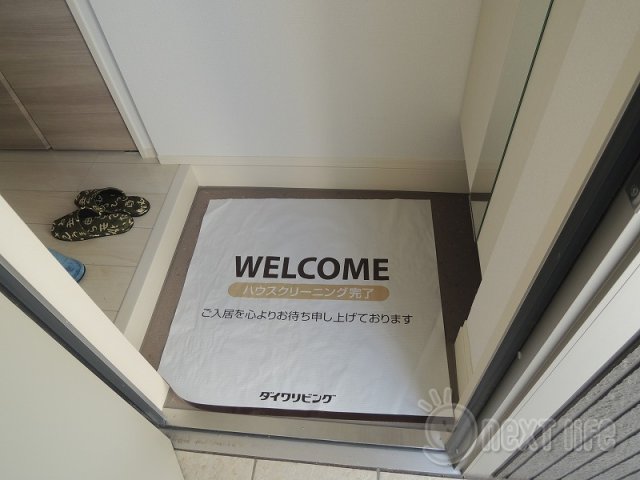 WELCOME
ハウスクリーニング完了
ご入居を心よりお待ち申し上げております
ダイワリビング
next life